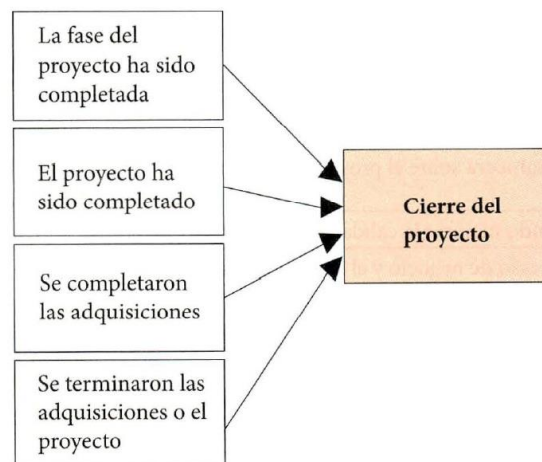 La fase del
proyecto ha sido
completada
El proyecto ha
sido completado
Se completaron
las adquisiciones
Se terminaron las
adquisiciones o el
proyecto
Cierre del
proyecto